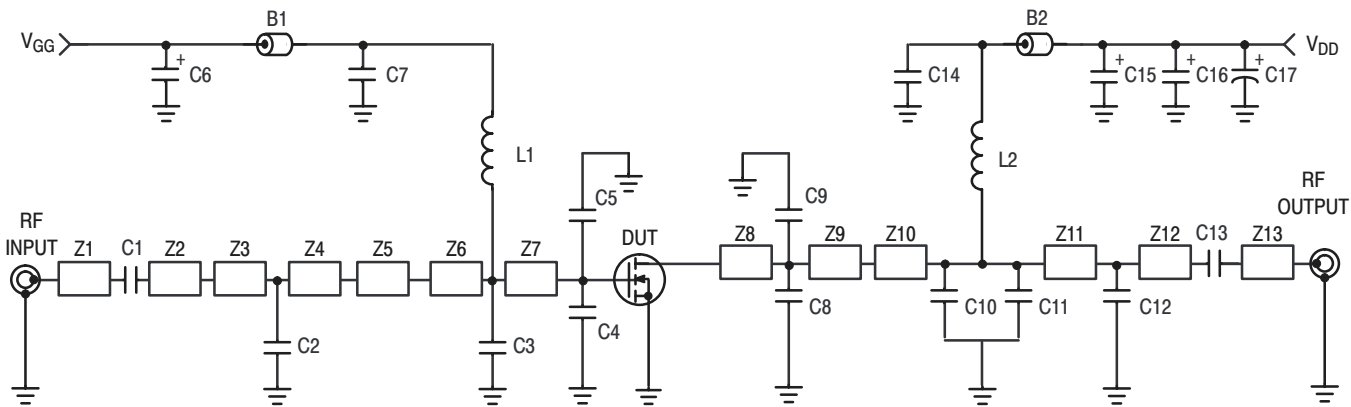 B1
B2
VGG
VDD
+
C6
C7
C14
+
C15
+
C16
+
C17
L1
L2
C5
C9
RF
INPUT
RF
OUTPUT
Z1
C1
Z2
Z3
Z4
Z5
Z6
Z7
DUT
Z8
Z9
Z10
Z11
Z12
C13
Z13
C2
C3
C4
C8
C10
C11
C12